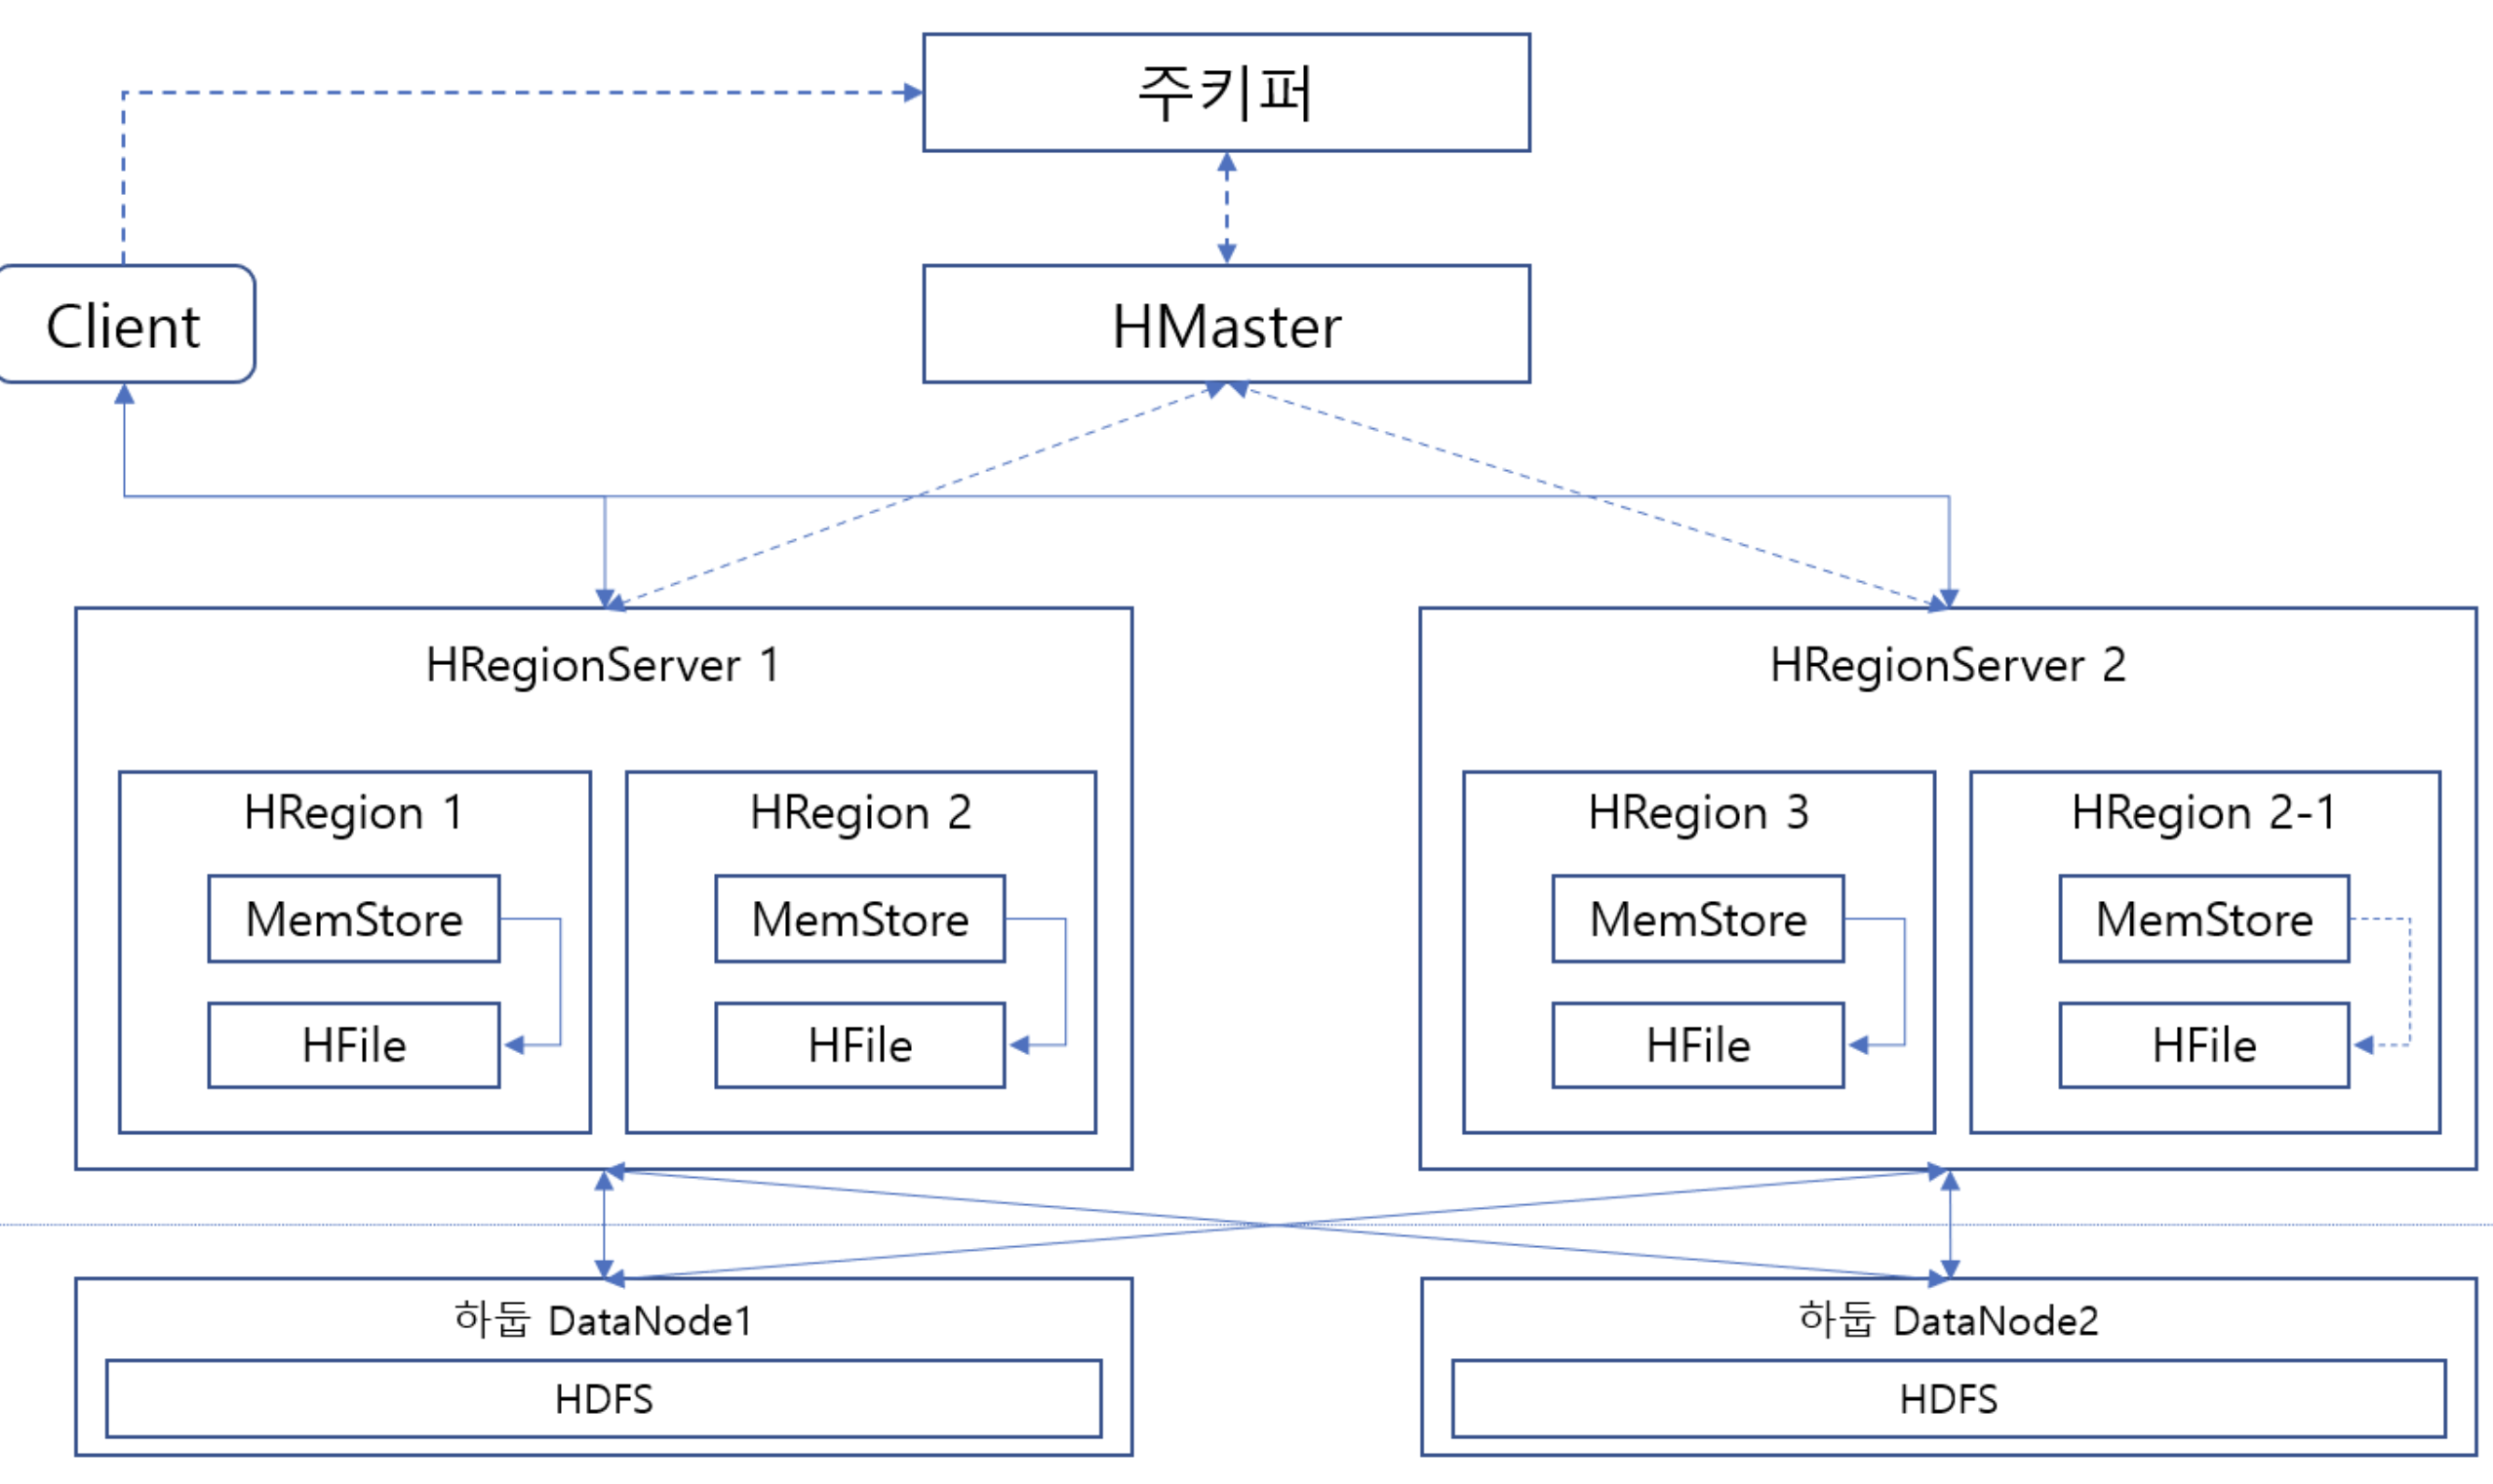 주키퍼
Client
HMaster
HRegionServer 1
HRegionServer 2
HRegion 1
HRegion 2
HRegion 3
HRegion 2-1
MemStore
MemStore
MemStore
MemStore
HFile
HFile
HFile
HFile
하둡 DataNode1
하둡 DataNode2
HDFS
HDFS